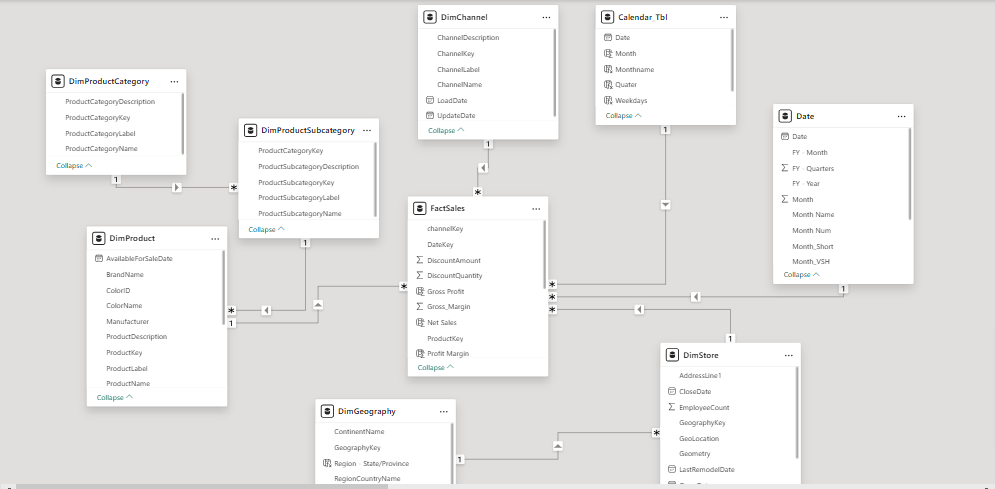 DimChannel
ChannelDescription
ChannelKey
ChannelLabel
ChannelName
LoadDate
UpdateDate
Collapse
Calendar_Tbl
Date
Month
Monthname
Quater
Weekdays
Collapse
DimProductCategory
ProductCategoryDescription
ProductCategoryKey
ProductCategoryLabel
ProductCategoryName
Collapse
DimProductSubcategory
ProductCategoryKey
ProductSubcategoryDescription
ProductSubcategoryKey
ProductSubcategoryLabel
ProductSubcategoryName
Collapse
Date
Date
FY - Month
FY - Quarters
FY - Year
Month
Month Name
Month Num
Month_Short
Month_VSH
Collapse
FactSales
channelKey
DateKey
DiscountAmount
DiscountQuantity
Gross Profit
Gross_Margin
Net Sales
ProductKey
Profit Margin
Collapse
DimProduct
AvailableForSaleDate
BrandName
ColorID
ColorName
Manufacturer
ProductDescription
ProductKey
ProductLabel
ProductName
Collapse
DimStore
AddressLine1
CloseDate
EmployeeCount
GeographyKey
GeoLocation
Geometry
LastRemodelDate
DimGeography
ContinentName
GeographyKey
Region - State/Province
RegionCountryName
1
*
1
*
1
*
1
*
1
*
1
*
1
*
1
*